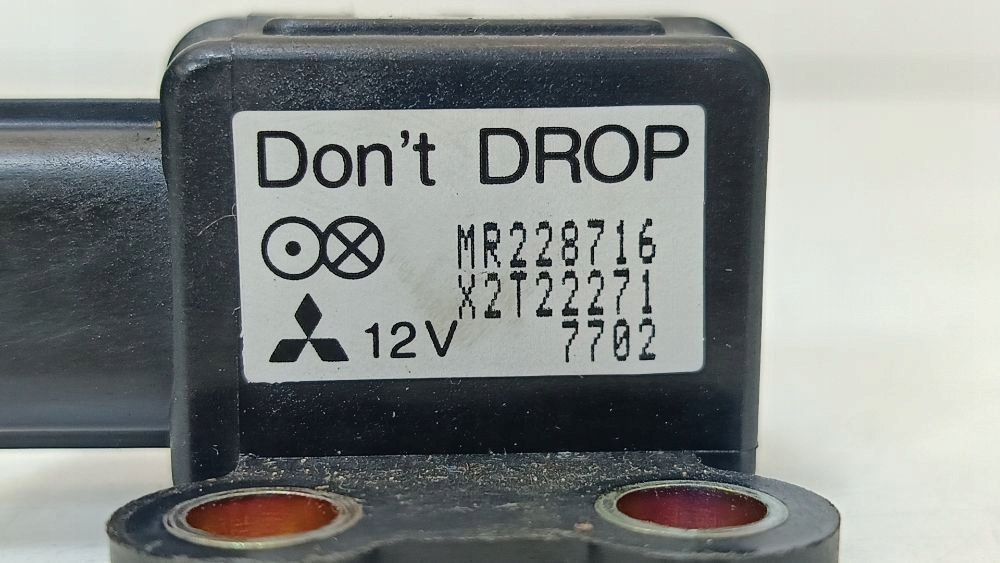 Don't DROP
MR228716
X2T22271
12V 7702